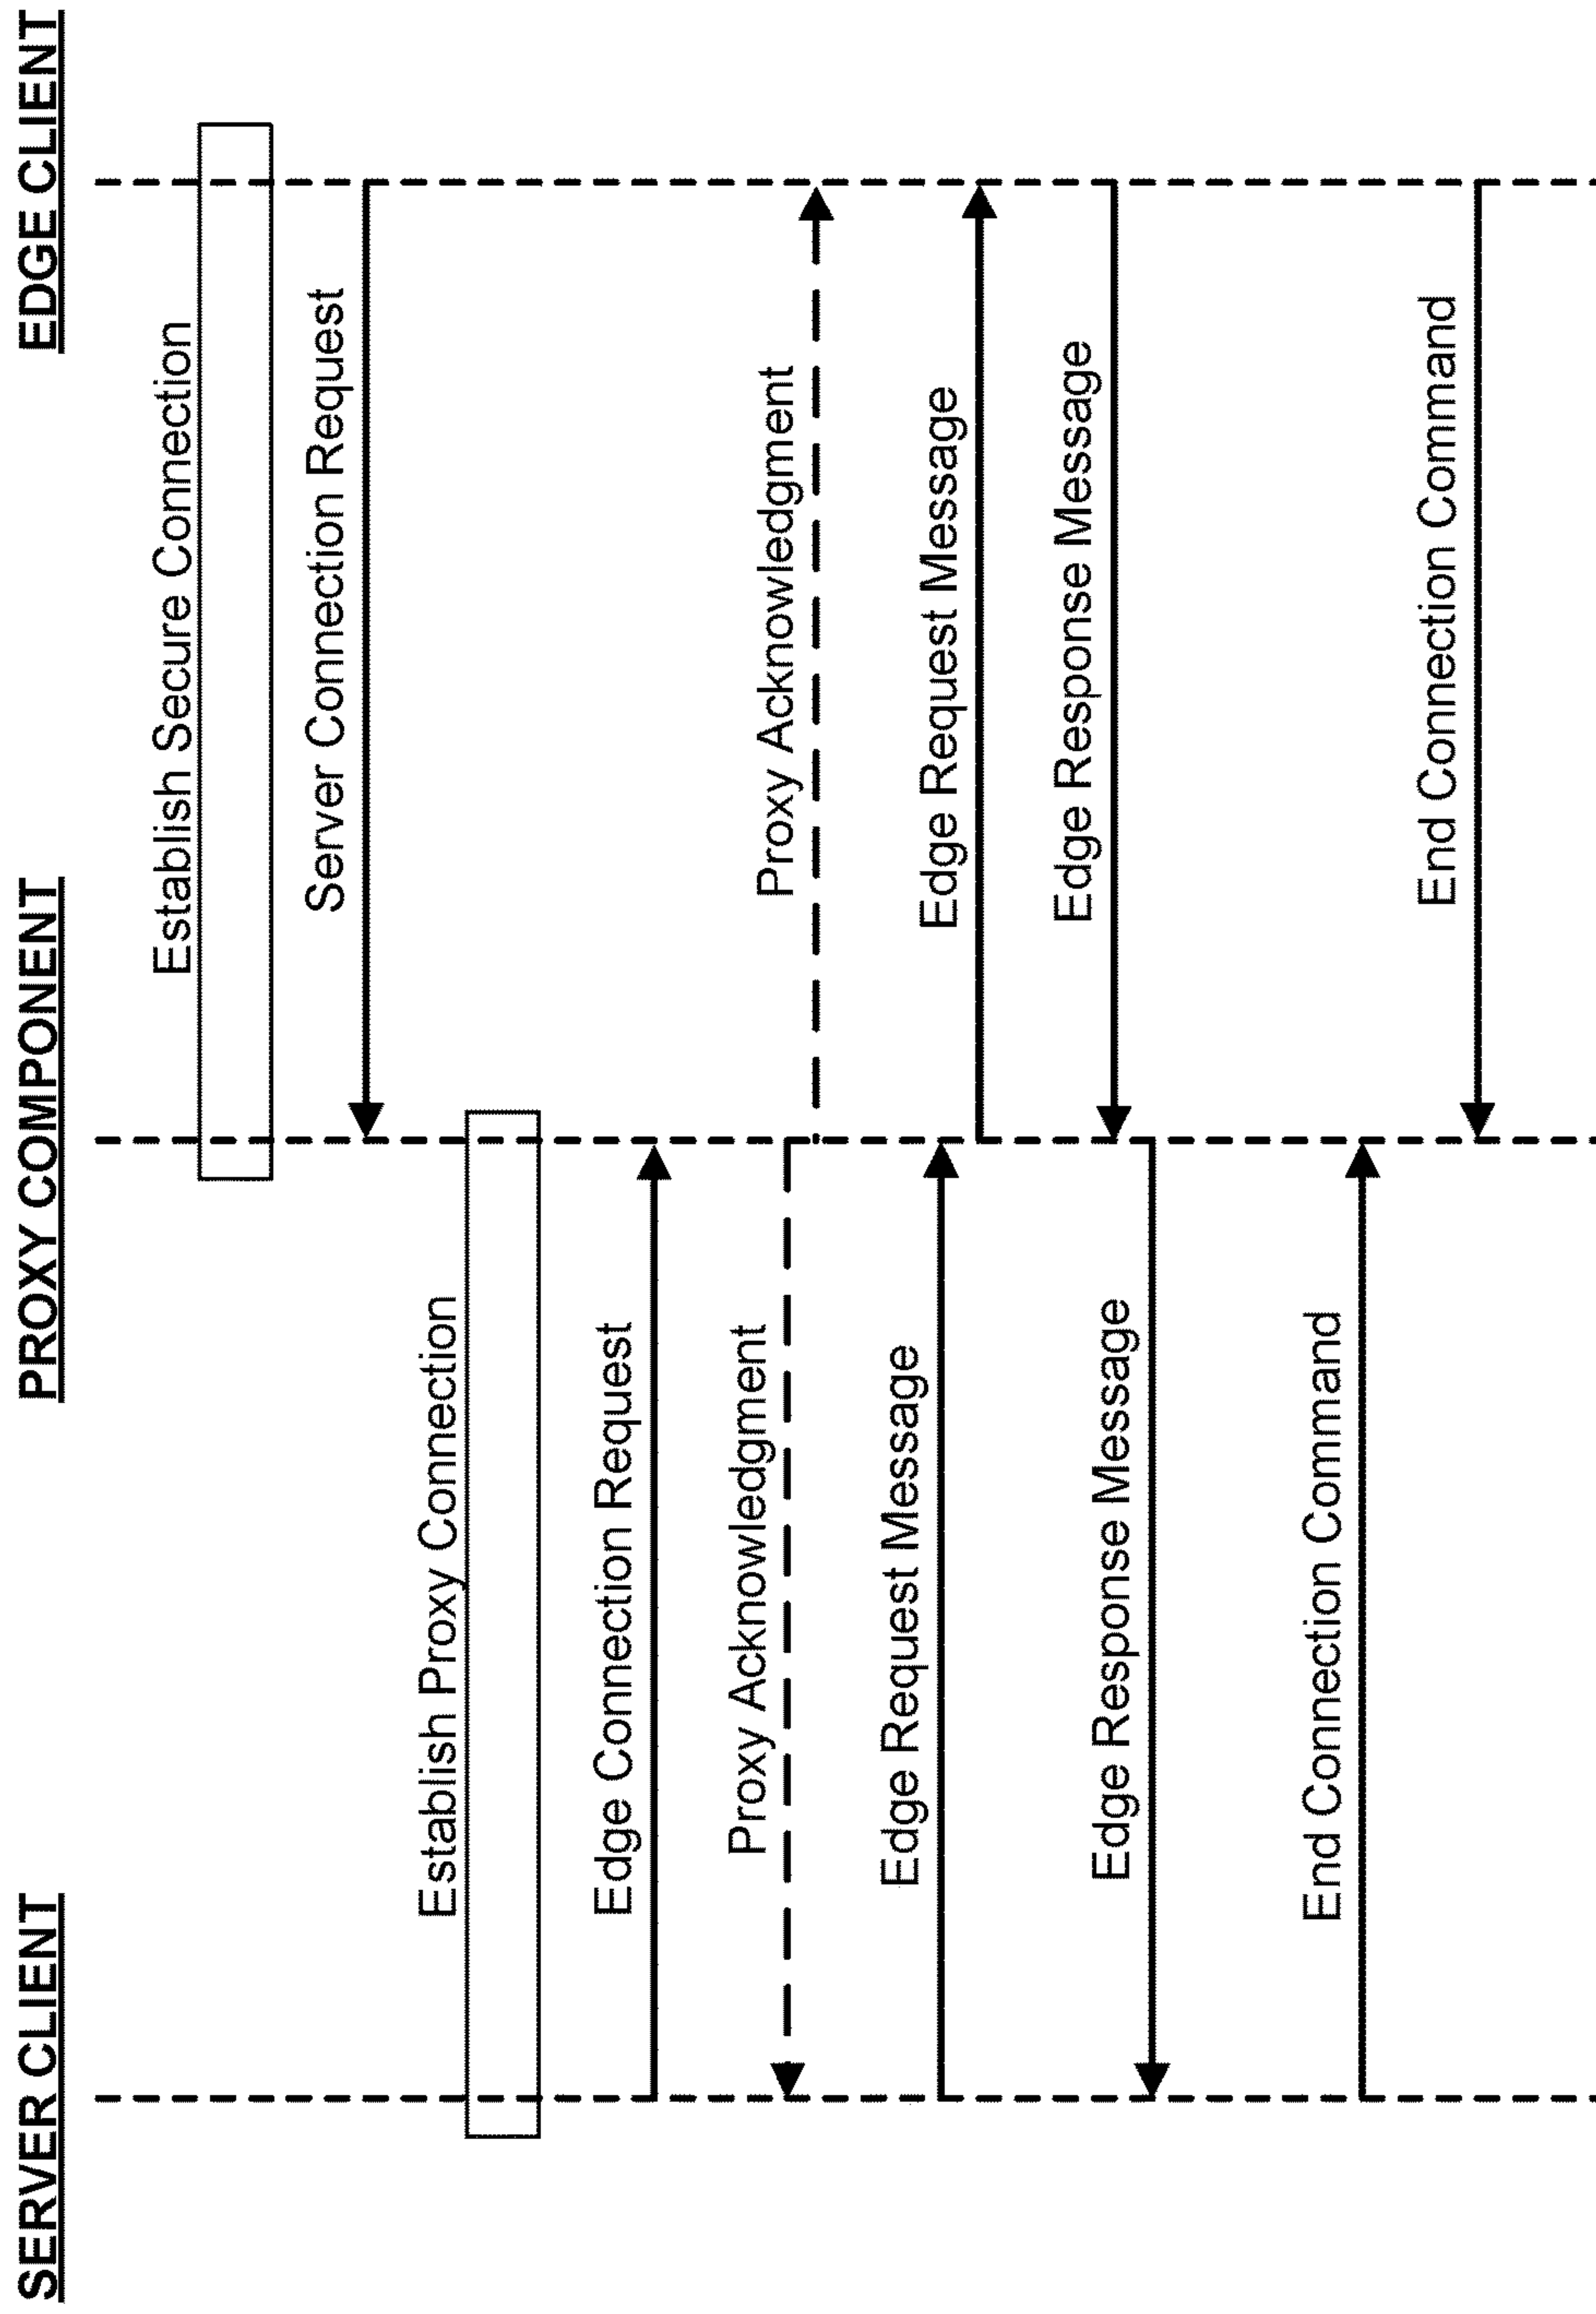 SERVER CLIENT
PROXY COMPONENT
EDGE CLIENT
Establish Secure Connection
Server Connection Request
Establish Proxy Connection
Edge Connection Request
Proxy Acknowledgment
Proxy Acknowledgment
Edge Request Message
Edge Request Message
Edge Response Message
Edge Response Message
End Connection Command
End Connection Command